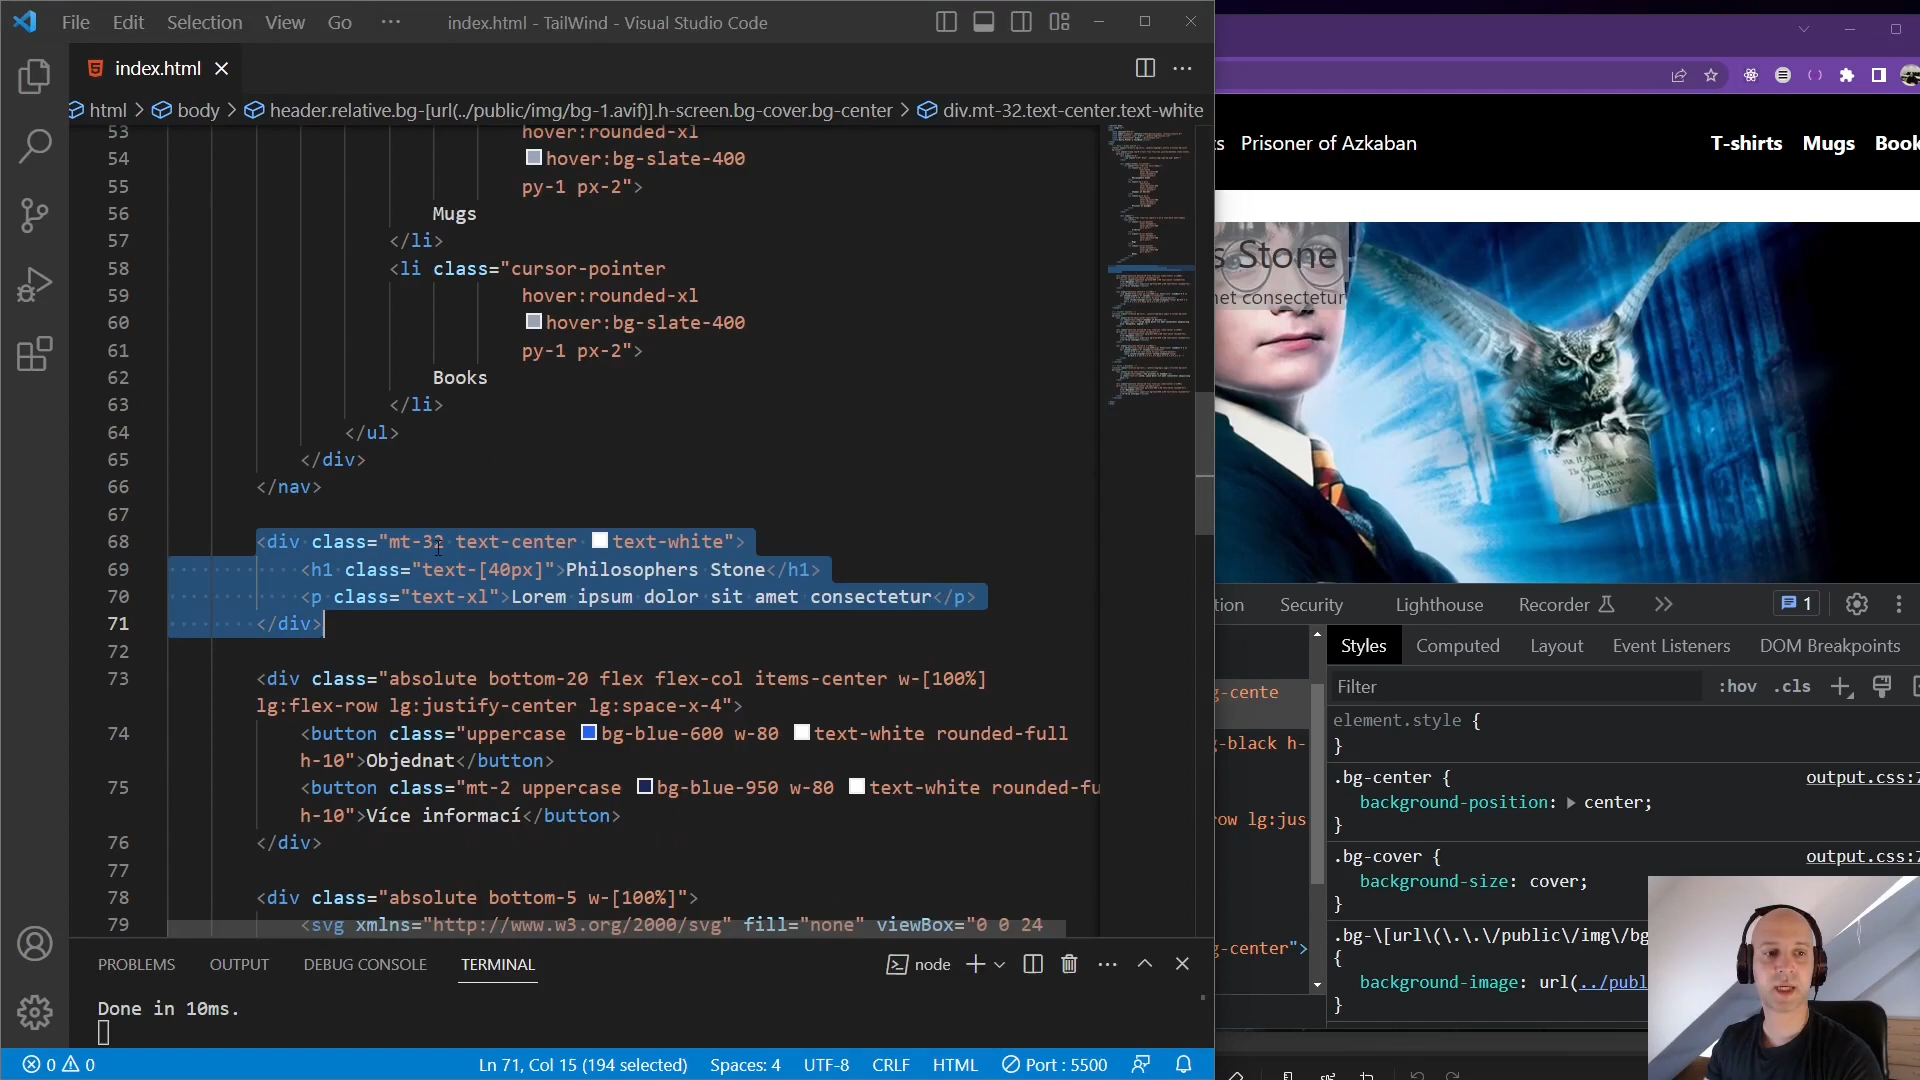 File Edit Selection View Go ··· index.html - TailWind - Visual Studio Code
index.html
html > body > header.relative.bg-[url(../public/img/bg-1.avif)].h-screen.bg-cover.bg-center > div.mt-32.text-center.text-white
53 hover:rounded-xl
54 hover:bg-slate-400
55 py-1 px-2">
56 Mugs
57 </li>
58 <li class="cursor-pointer
59 hover:rounded-xl
60 hover:bg-slate-400
61 py-1 px-2">
62 Books
63 </li>
64 </ul>
65 </div>
66 </nav>
67
68 <div class="mt-32 text-center text-white">
69 <h1 class="text-[40px]">Philosophers Stone</h1>
70 <p class="text-xl">Lorem ipsum dolor sit amet consectetur</p>
71 </div>
72
73 <div class="absolute bottom-20 flex flex-col items-center w-[100%]
lg:flex-row lg:justify-center lg:space-x-4">
74 <button class="uppercase bg-blue-600 w-80 text-white rounded-full
h-10">Objednat</button>
75 <button class="mt-2 uppercase bg-blue-950 w-80 text-white rounded-fu
h-10">Více informací</button>
76 </div>
77
78 <div class="absolute bottom-5 w-[100%]">
79 <svg xmlns="http://www.w3.org/2000/svg" fill="none" viewBox="0 0 24
PROBLEMS OUTPUT DEBUG CONSOLE TERMINAL node
Done in 10ms.
0 0 Ln 71, Col 15 (194 selected) Spaces: 4 UTF-8 CRLF HTML Port : 5500
ts Prisoner of Azkaban T-shirts Mugs Book
s Stone
met consectetur
tion Security Lighthouse Recorder 1
Styles Computed Layout Event Listeners DOM Breakpoints
Filter :hov .cls
g-cente
g-black h-
row lg:jus
g-center">
element.style {
}
.bg-center { output.css:7
background-position: center;
}
.bg-cover { output.css:7
background-size: cover;
}
.bg-\[url\(\.\.\/public\/img\/bg
{
background-image: url(../publ
}